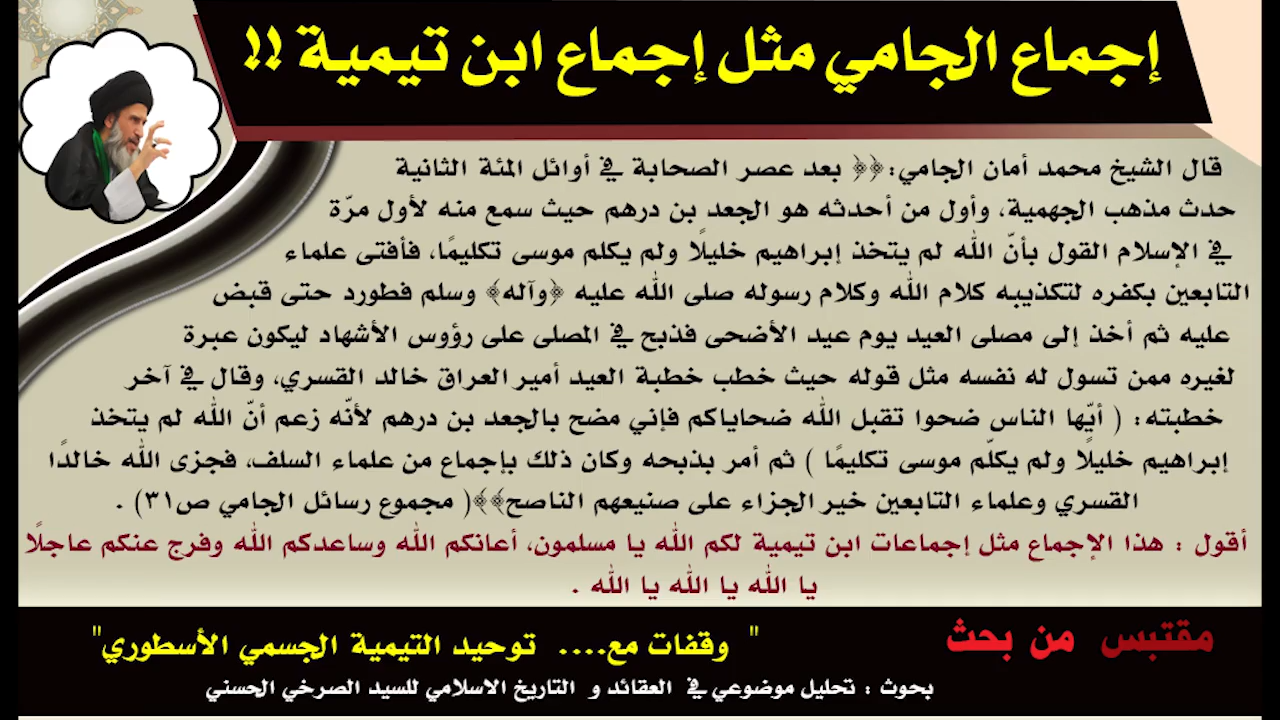 إجماع الجامي مثل إجماع ابن تيمية !!
قال الشيخ محمد أمان الجامي:﴿﴿ بعد عصر الصحابة في أوائل المئة الثانية
حدث مذهب الجهمية، وأول من أحدثه هو الجعد بن درهم حيث سمع منه لأول مرّة
في الإسلام القول بأنّ الله لم يتخذ إبراهيم خليلًا ولم يكلم موسى تكليمًا، فأفتى علماء
التابعين بكفره لتكذيبه كلام الله وكلام رسوله صلى الله عليه ﴿وآله﴾ وسلم فطورد حتى قبض
عليه ثم أخذ إلى مصلى العيد يوم عيد الأضحى فذبح في المصلى على رؤوس الأشهاد ليكون عبرة
لغيره ممن تسول له نفسه مثل قوله حيث خطب خطبة العيد أمير العراق خالد القسري، وقال في آخر
خطبته: ( أيّها الناس ضحوا تقبل الله ضحاياكم فإني مضح بالجعد بن درهم لأنّه زعم أنّ الله لم يتخذ
إبراهيم خليلًا ولم يكلّم موسى تكليمًا ) ثم أمر بذبحه وكان ذلك بإجماع من علماء السلف، فجزى الله خالدًا
القسري وعلماء التابعين خير الجزاء على صنيعهم الناصح﴾﴾( مجموع رسائل الجامي ص٣١) .
أقول : هذا الإجماع مثل إجماعات ابن تيمية لكم الله يا مسلمون، أعانكم الله وساعدكم الله وفرج عنكم عاجلًا
يا الله يا الله يا الله .
مقتبس من بحث
" وقفات مع.... توحيد التيمية الجسمي الأسطوري"
بحوث : تحليل موضوعي في العقائد و التاريخ الاسلامي للسيد الصرخي الحسني